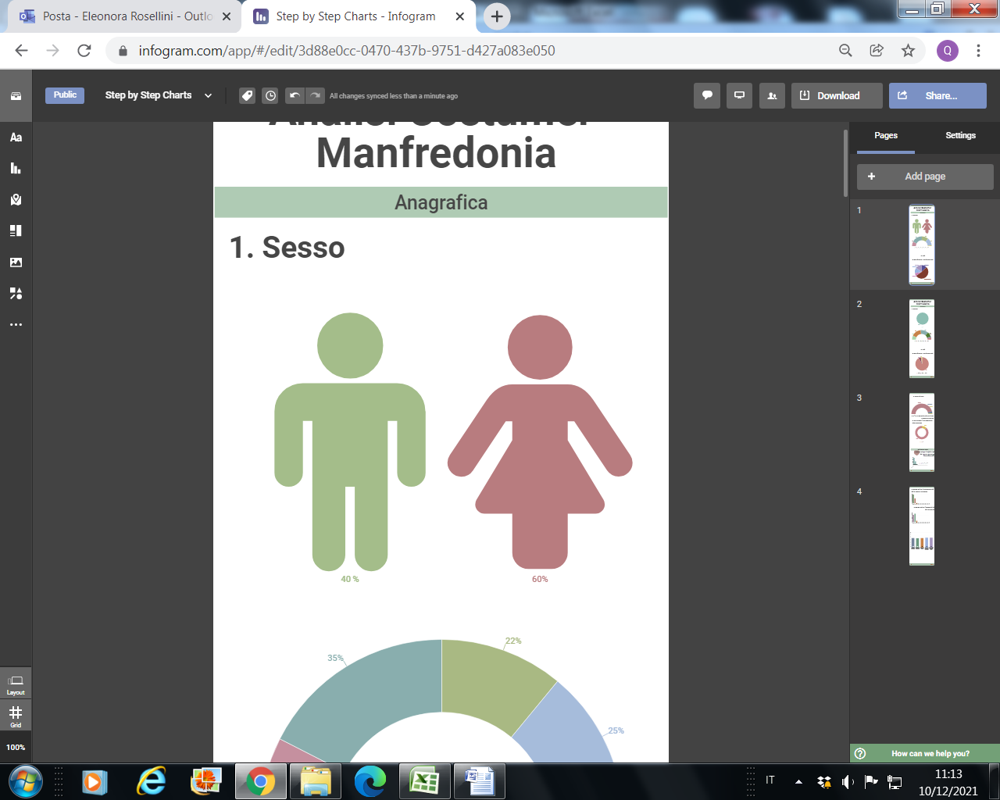 Posta - Eleonora Rosellini - Outlo
Step by Step Charts - Infogram
infogram.com/app/#/edit/3d88e0cc-0470-437b-9751-d427a083e050
Q
Public
Step by Step Charts
All changes synced less than a minute ago
Download
Share...
Aa
Layout
Grid
100%
Manfredonia
Anagrafica
1. Sesso
40 %
60%
35%
22%
25%
Pages
Settings
Add page
1
2
3
4
How can we help you?
IT
11:13
10/12/2021